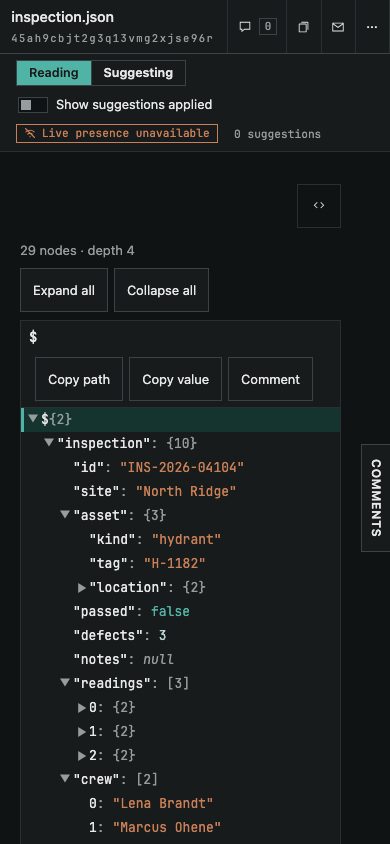 inspection.json
45ah9cbjt2g3q13vmg2xjse96r
0
Reading Suggesting
Show suggestions applied
Live presence unavailable 0 suggestions
<>
29 nodes · depth 4
Expand all Collapse all
$
Copy path Copy value Comment
${2}
"inspection": {10}
"id": "INS-2026-04104"
"site": "North Ridge"
"asset": {3}
"kind": "hydrant"
"tag": "H-1182"
"location": {2}
"passed": false
"defects": 3
"notes": null
"readings": [3]
0: {2}
1: {2}
2: {2}
"crew": [2]
0: "Lena Brandt"
1: "Marcus Ohene"
COMMENTS